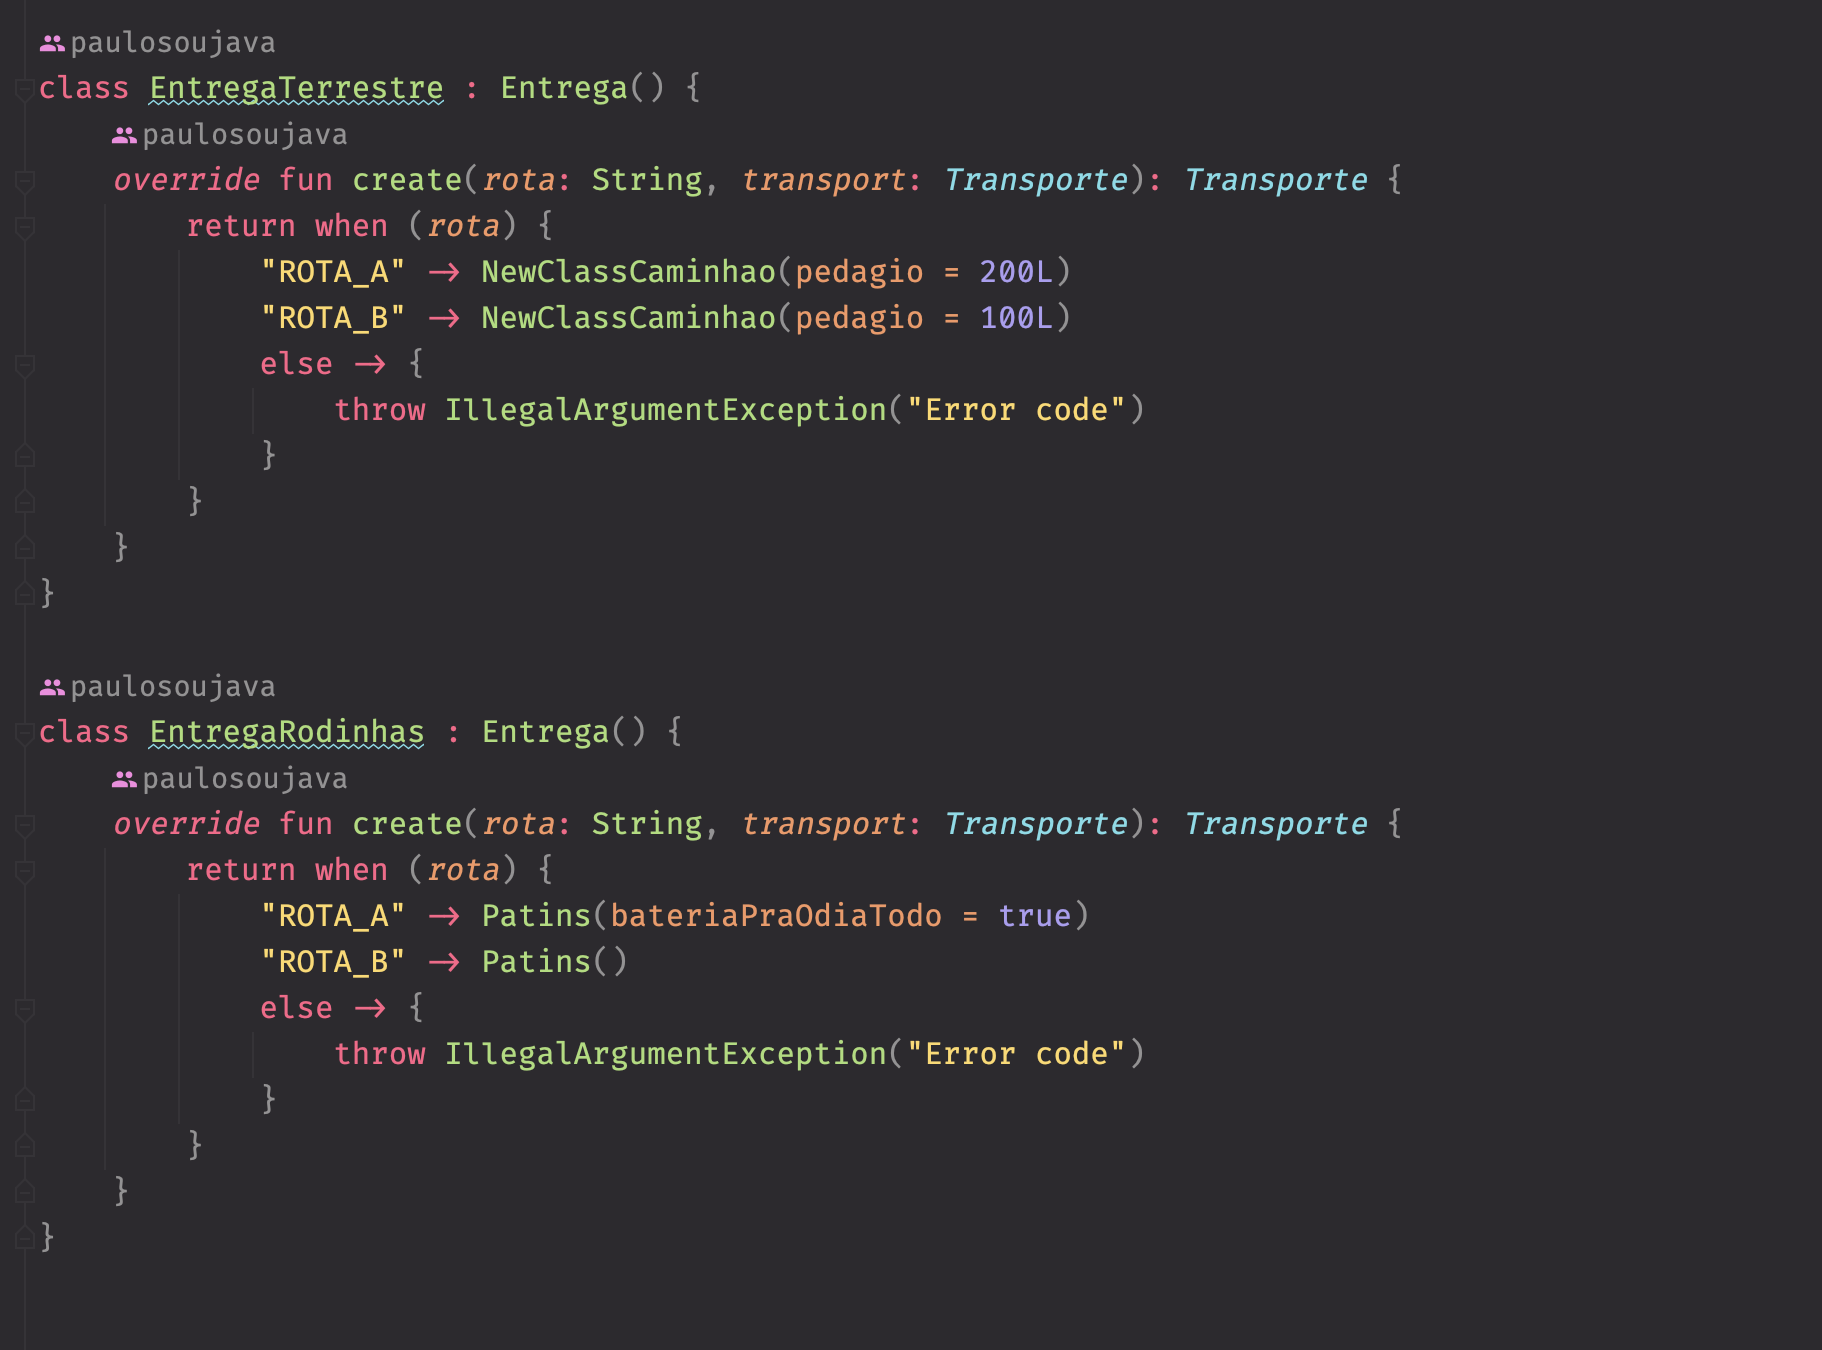 paulosoujava
class EntregaTerrestre : Entrega() {
paulosoujava
override fun create(rota: String, transport: Transporte): Transporte {
return when (rota) {
"ROTA_A" -> NewClassCaminhao(pedagio = 200L)
"ROTA_B" -> NewClassCaminhao(pedagio = 100L)
else -> {
throw IllegalArgumentException("Error code")
}
}
}
}
paulosoujava
class EntregaRodinhas : Entrega() {
paulosoujava
override fun create(rota: String, transport: Transporte): Transporte {
return when (rota) {
"ROTA_A" -> Patins(bateriaPraOdiaTodo = true)
"ROTA_B" -> Patins()
else -> {
throw IllegalArgumentException("Error code")
}
}
}
}